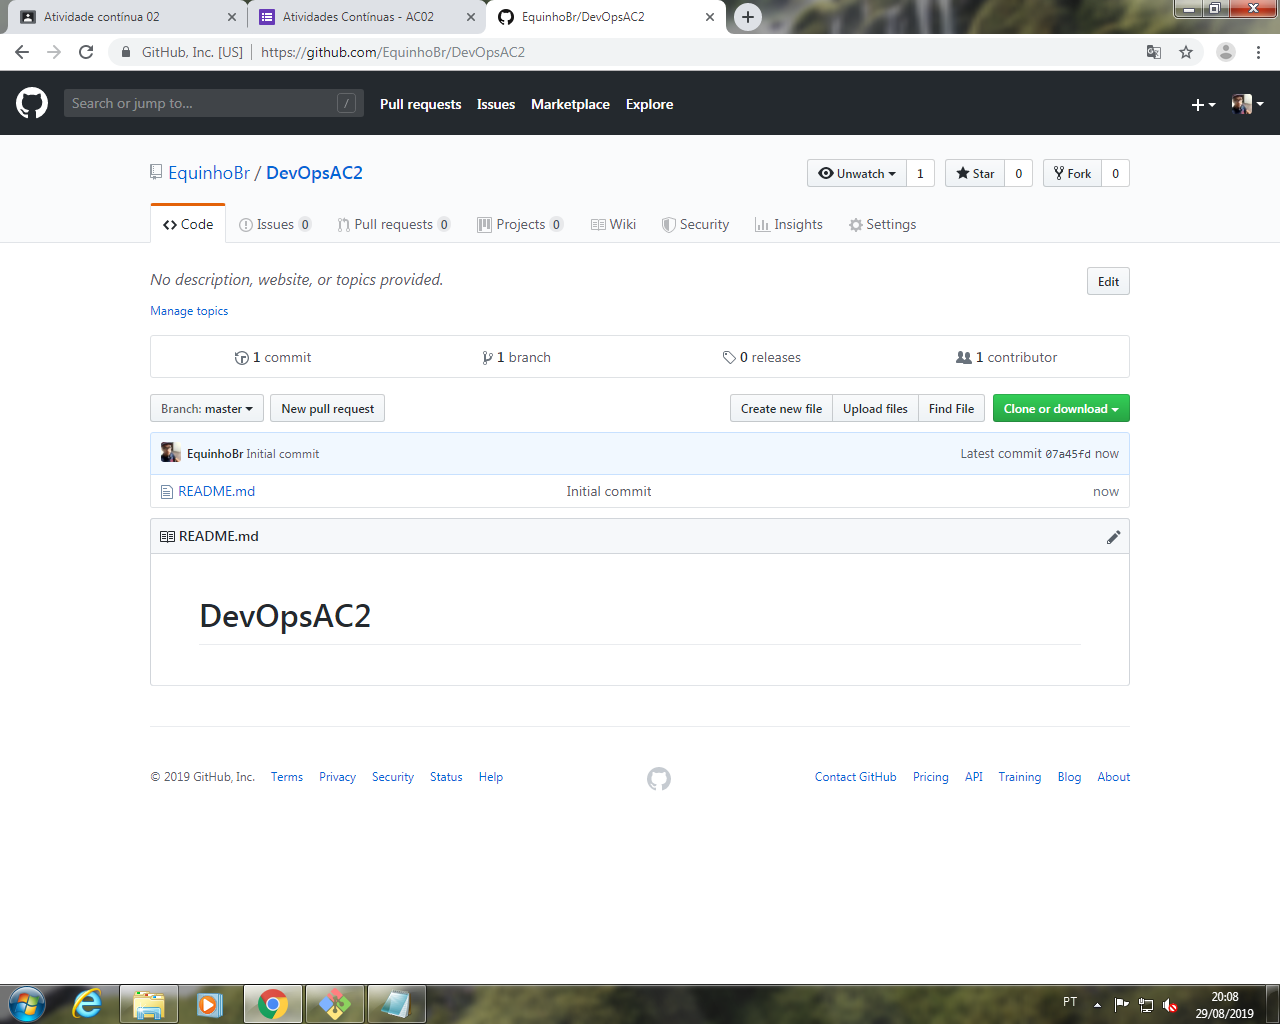 Atividade contínua 02
Atividades Contínuas - AC02
EquinhoBr/DevOpsAC2
GitHub, Inc. [US] https://github.com/EquinhoBr/DevOpsAC2
Search or jump to... / Pull requests Issues Marketplace Explore
EquinhoBr / DevOpsAC2 Unwatch 1 Star 0 Fork 0
Code Issues 0 Pull requests 0 Projects 0 Wiki Security Insights Settings
No description, website, or topics provided. Edit
Manage topics
1 commit 1 branch 0 releases 1 contributor
Branch: master New pull request Create new file Upload files Find File Clone or download
EquinhoBr Initial commit Latest commit 07a45fd now
README.md Initial commit now
README.md
DevOpsAC2
© 2019 GitHub, Inc. Terms Privacy Security Status Help Contact GitHub Pricing API Training Blog About
PT 20:08
29/08/2019